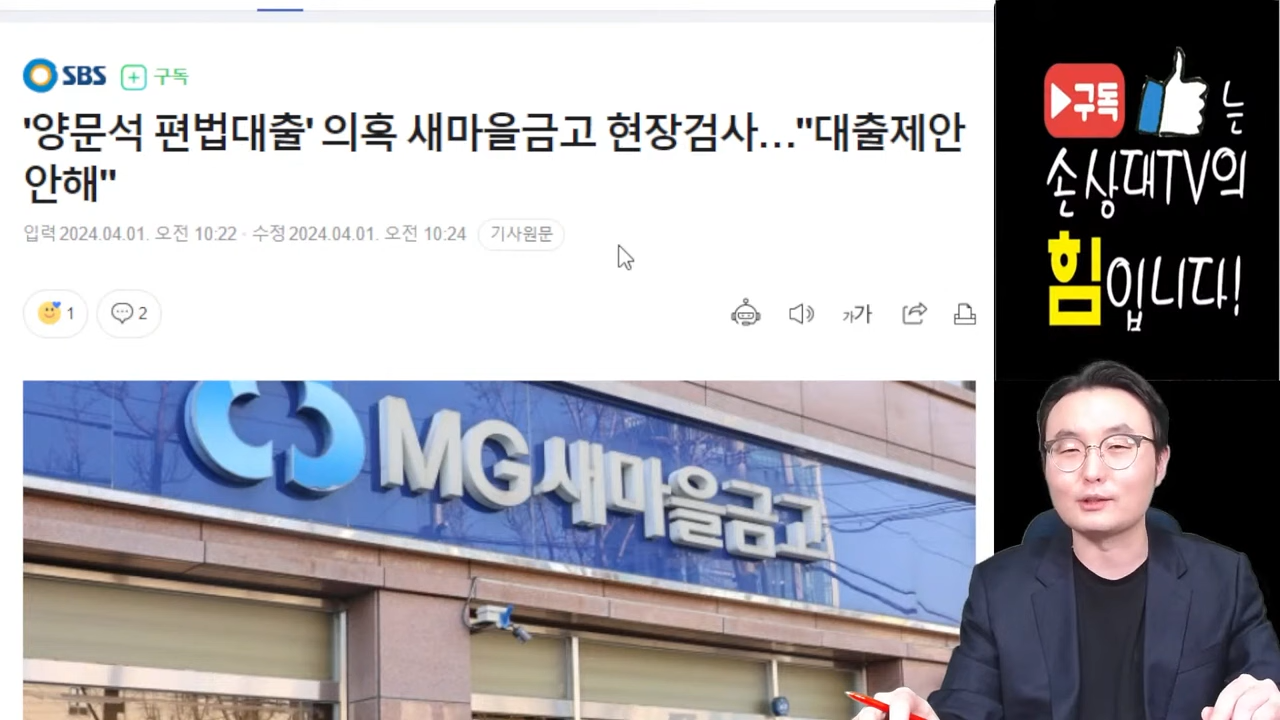 SBS 구독
'양문석 편법대출' 의혹 새마을금고 현장검사…"대출제안
안해"
입력 2024.04.01. 오전 10:22 · 수정 2024.04.01. 오전 10:24 기사원문
1 2
가가
MG새마을금고
구독 는
손상대TV의
힘입니다!